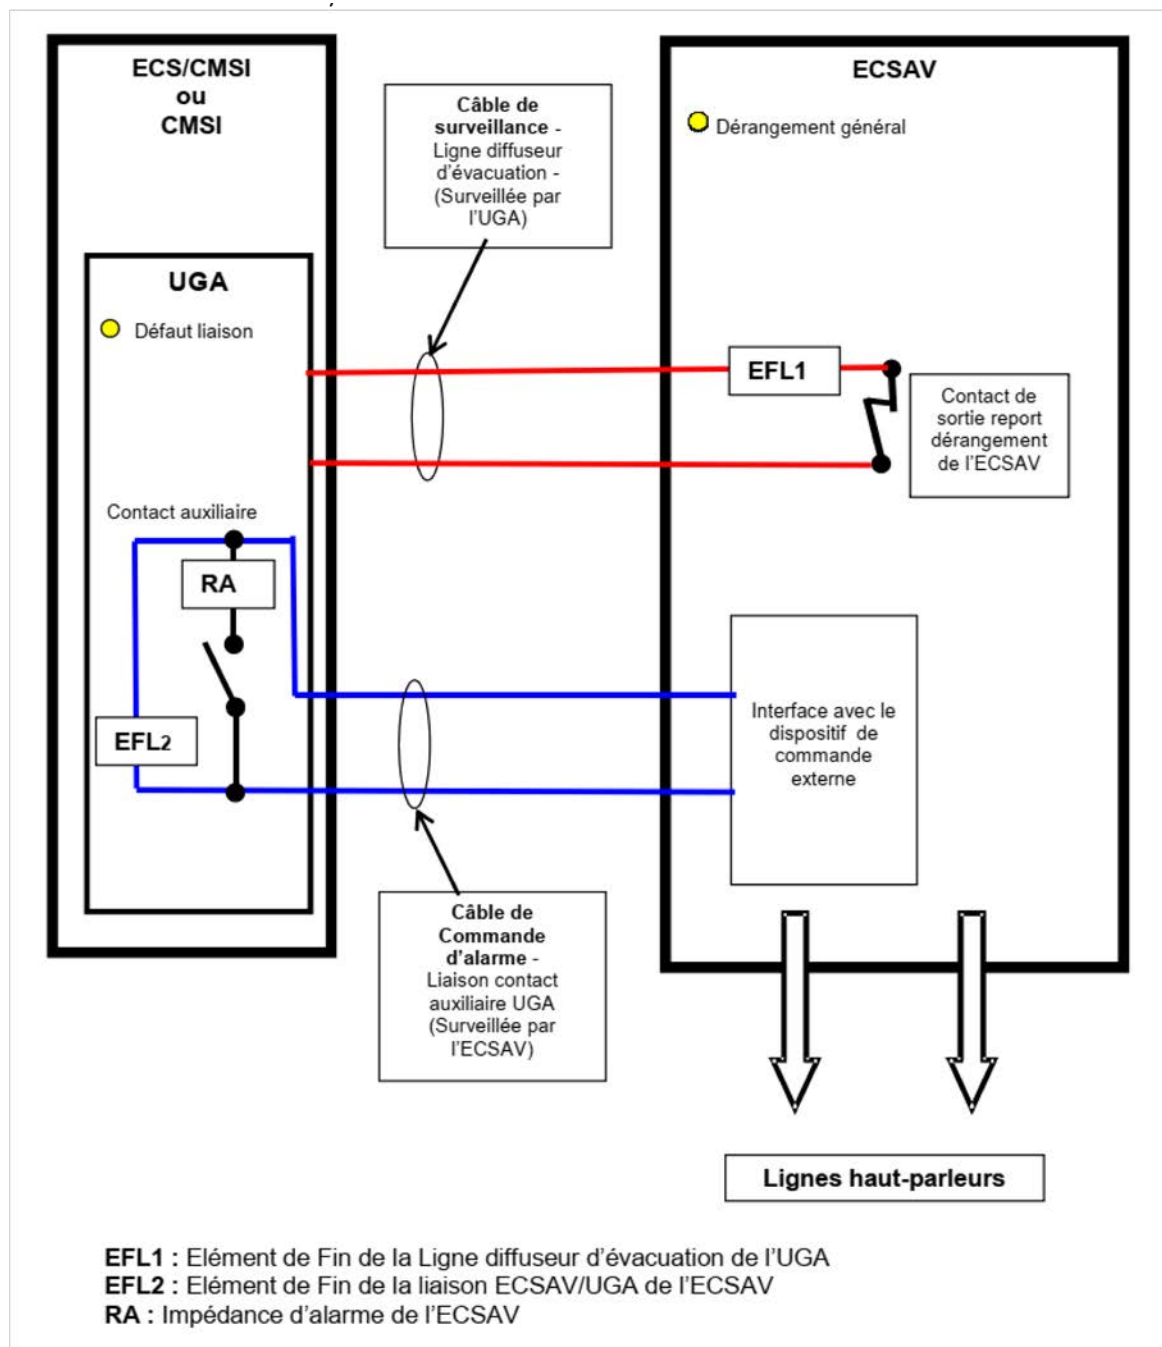 ECS/CMSI
ou
CMSI
ECSAV
Câble de
surveillance -
Ligne diffuseur
d'évacuation -
(Surveillée par
l'UGA)
Dérangement général
UGA
Défaut liaison
EFL1
Contact de
sortie report
dérangement
de l'ECSAV
Contact auxiliaire
RA
EFL2
Interface avec le
dispositif de
commande
externe
Câble de
Commande
d'alarme -
Liaison contact
auxiliaire UGA
(Surveillée par
l'ECSAV)
Lignes haut-parleurs
EFL1 : Elément de Fin de la Ligne diffuseur d'évacuation de l'UGA
EFL2 : Elément de Fin de la liaison ECSAV/UGA de l'ECSAV
RA : Impédance d'alarme de l'ECSAV